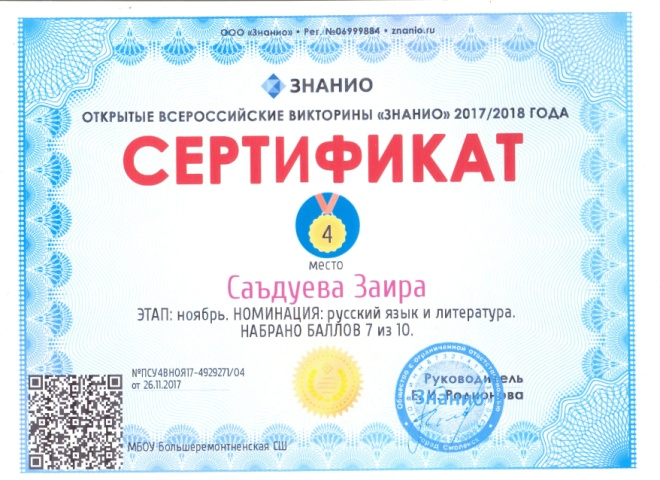 ООО «Знанио» • Рег. №06999884 • znanio.ru
ЗНАНИО
ОТКРЫТЫЕ ВСЕРОССИЙСКИЕ ВИКТОРИНЫ «ЗНАНИО» 2017/2018 ГОДА
СЕРТИФИКАТ
4
место
Саъдуева Заира
ЭТАП: ноябрь. НОМИНАЦИЯ: русский язык и литература.
НАБРАНО БАЛЛОВ 7 из 10.
№ПСУ4ВНОЯ17-4929271/04
от 26.11.2017
Руководитель
Родионова
Знанио
МБОУ Большеремонтненская СШ